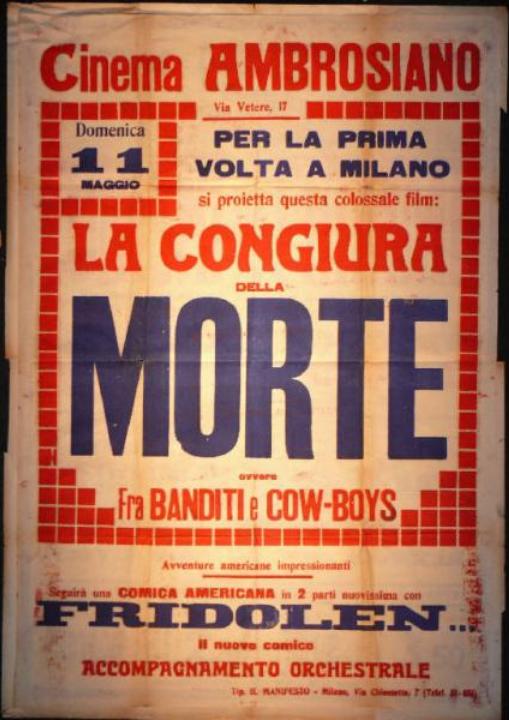 Cinema AMBROSIANO
Via Vetere, 17
Domenica
11
MAGGIO
PER LA PRIMA
VOLTA A MILANO
si proietta questa colossale film:
LA CONGIURA
DELLA
MORTE
ovvero
Fra BANDITI e COW-BOYS
Avventure americane impressionanti
Seguirà una COMICA AMERICANA in 2 parti nuovissima con
FRIDOLEN...
il nuovo comico
ACCOMPAGNAMENTO ORCHESTRALE
Tip. IL MANIFESTO - Milano, Via Chiusette, 7 (Telef.